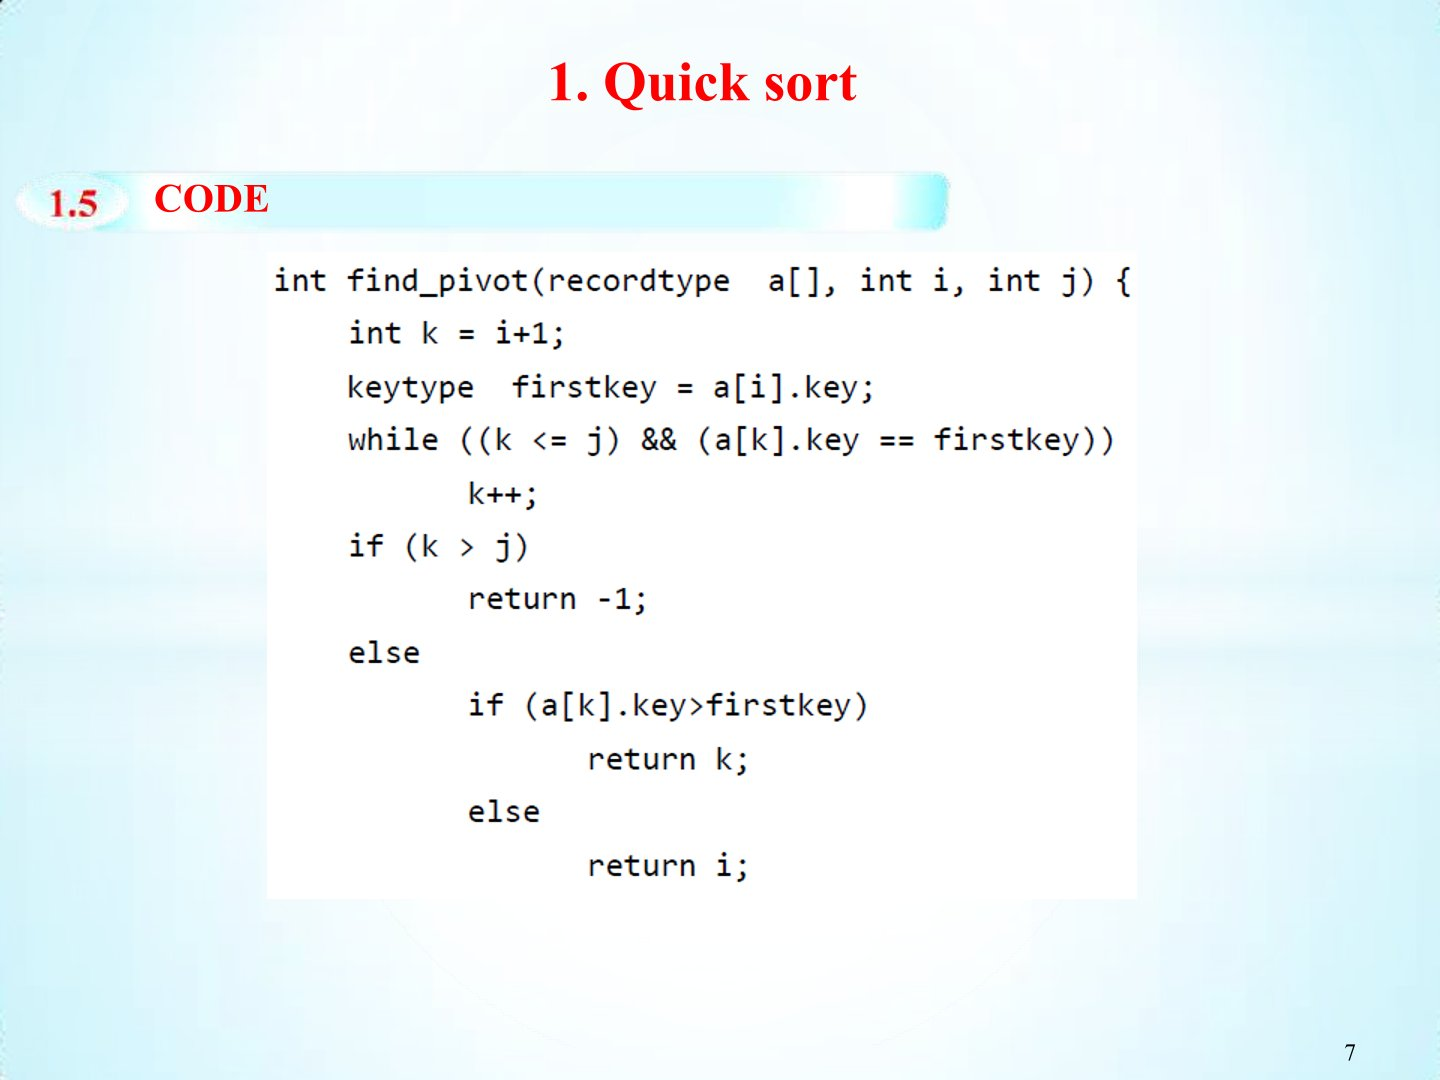 1. Quick sort
1.5 CODE
int find_pivot(recordtype  a[], int i, int j) {
int k = i+1;
keytype  firstkey = a[i].key;
while ((k <= j) && (a[k].key == firstkey))
k++;
if (k > j)
return -1;
else
if (a[k].key>firstkey)
return k;
else
return i;
7